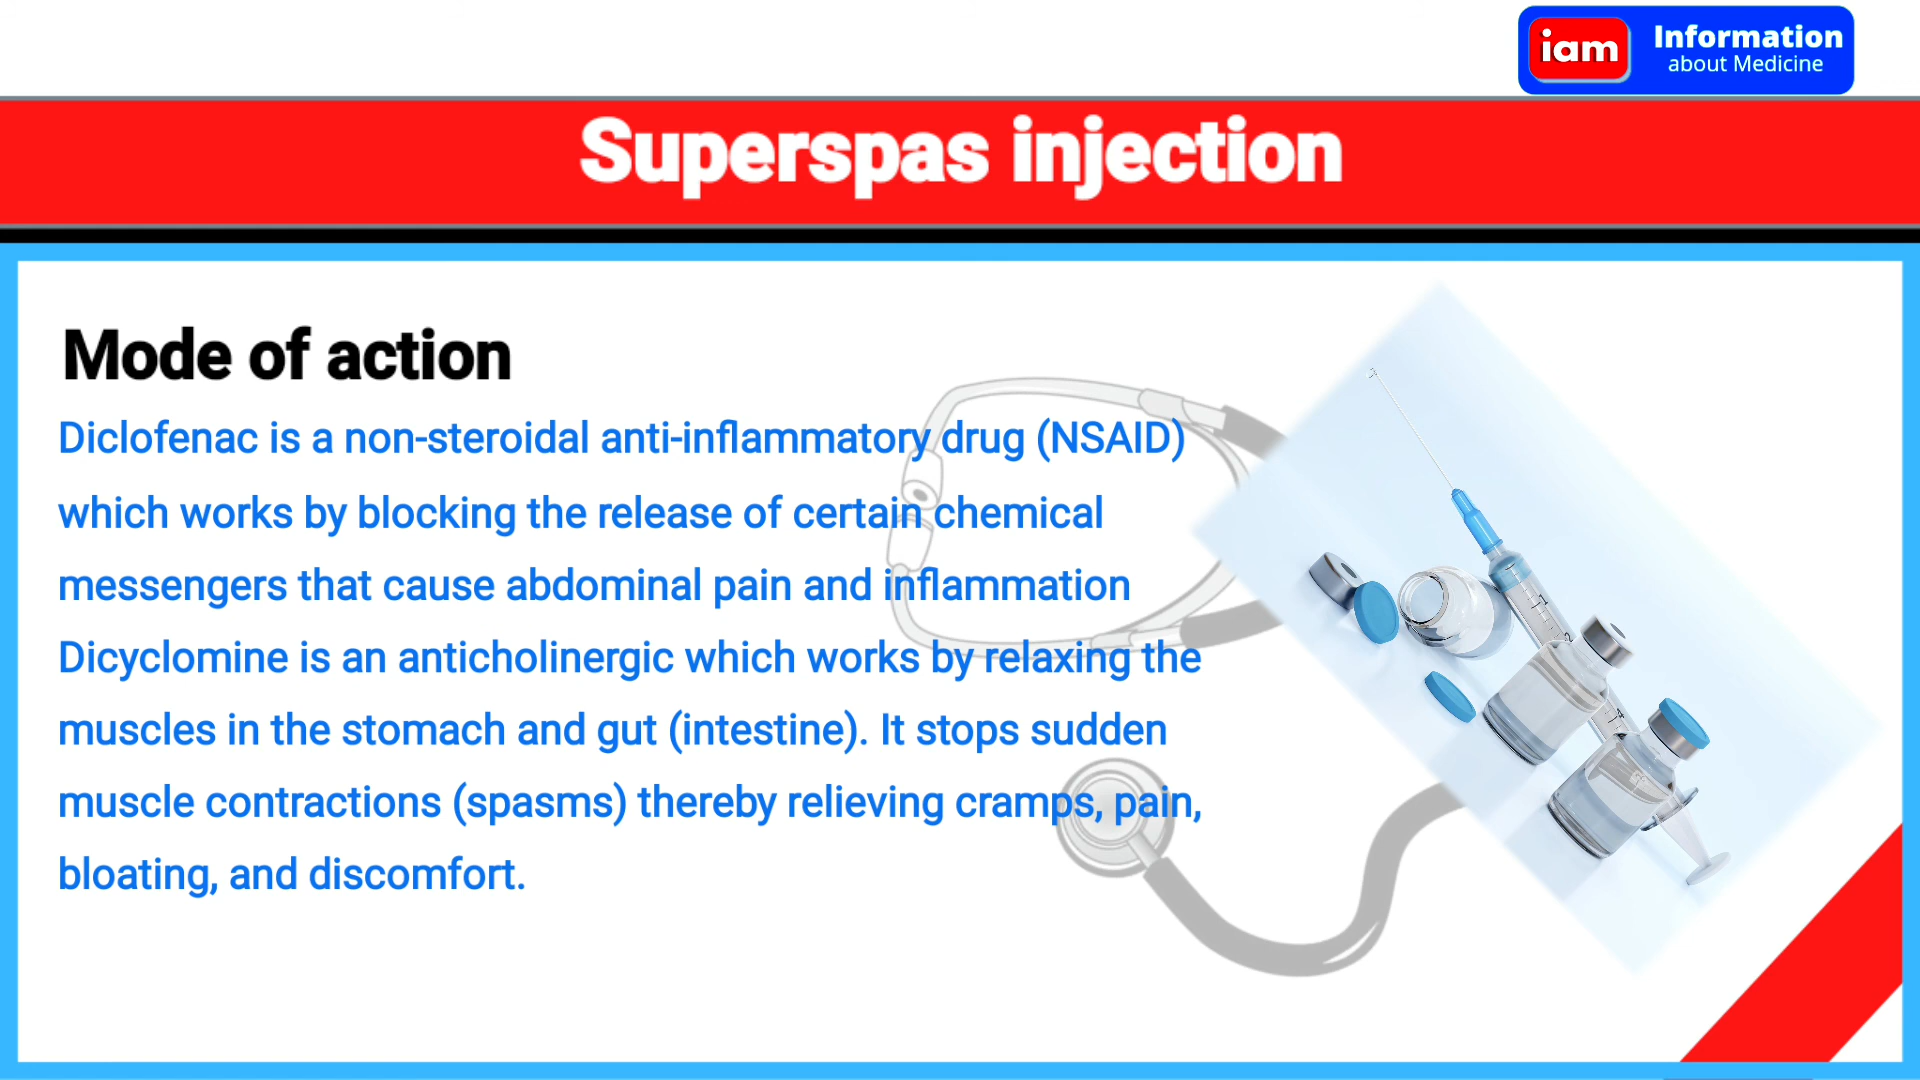 iam
Information
about Medicine
Superspas injection
Mode of action
Diclofenac is a non-steroidal anti-inflammatory drug (NSAID)
which works by blocking the release of certain chemical
messengers that cause abdominal pain and inflammation
Dicyclomine is an anticholinergic which works by relaxing the
muscles in the stomach and gut (intestine). It stops sudden
muscle contractions (spasms) thereby relieving cramps, pain,
bloating, and discomfort.